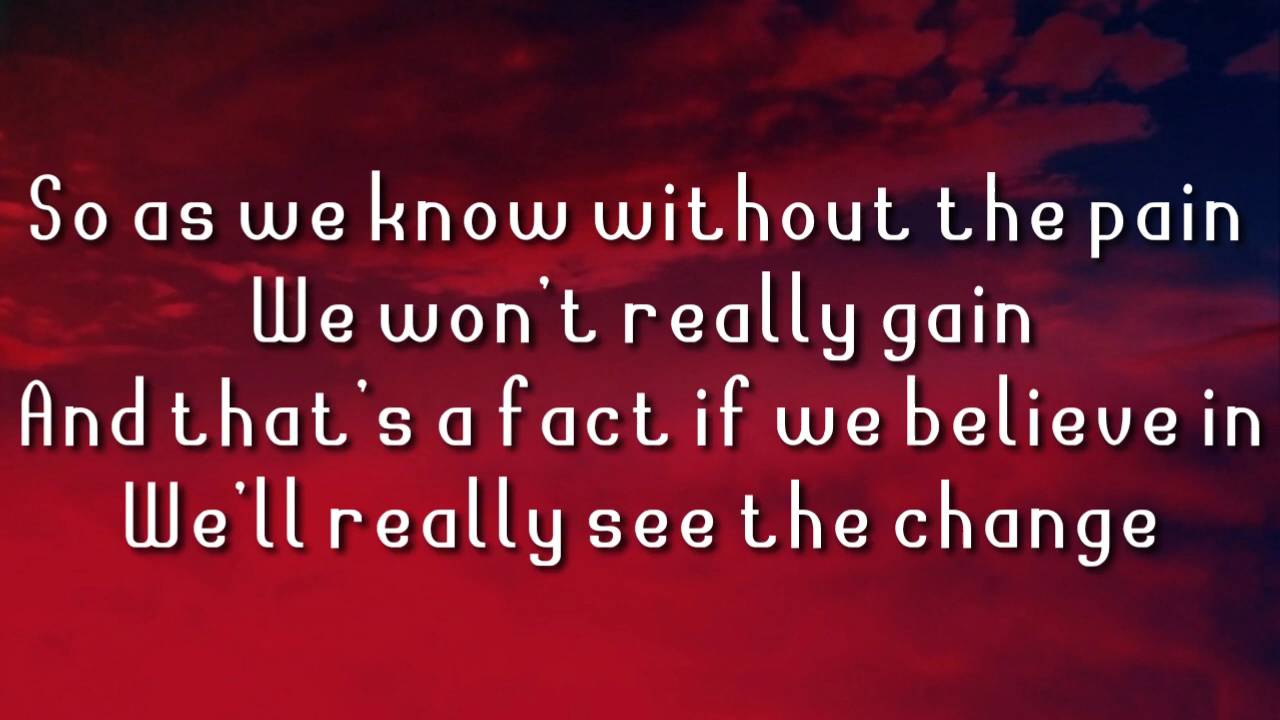 So as we know without the pain
We won't really gain
And that's a fact if we believe in
We'll really see the change